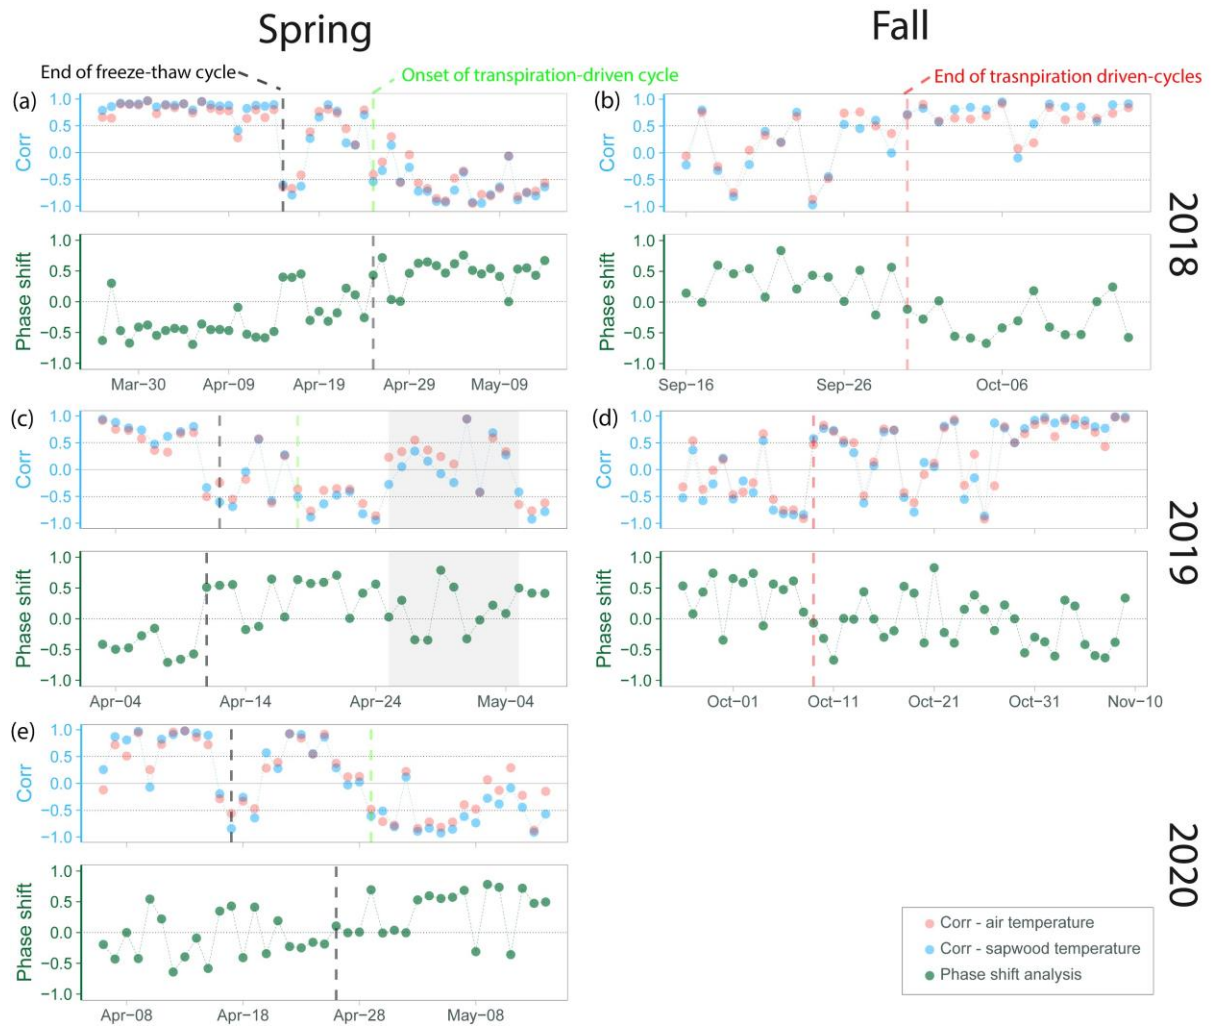 Spring
Fall
End of freeze-thaw cycle
Onset of transpiration-driven cycle
End of trasnpiration driven-cycles
(a)
1.0
0.5
0.0
−0.5
−1.0
Corr
1.0
0.5
0.0
−0.5
−1.0
Phase shift
Mar−30 Apr−09 Apr−19 Apr−29 May−09
(b)
1.0
0.5
0.0
−0.5
−1.0
Corr
1.0
0.5
0.0
−0.5
−1.0
Phase shift
Sep−16 Sep−26 Oct−06
2018
(c)
1.0
0.5
0.0
−0.5
−1.0
Corr
1.0
0.5
0.0
−0.5
−1.0
Phase shift
Apr−04 Apr−14 Apr−24 May−04
(d)
1.0
0.5
0.0
−0.5
−1.0
Corr
1.0
0.5
0.0
−0.5
−1.0
Phase shift
Oct−01 Oct−11 Oct−21 Oct−31 Nov−10
2019
(e)
1.0
0.5
0.0
−0.5
−1.0
Corr
1.0
0.5
0.0
−0.5
−1.0
Phase shift
Apr−08 Apr−18 Apr−28 May−08
2020
Corr - air temperature
Corr - sapwood temperature
Phase shift analysis